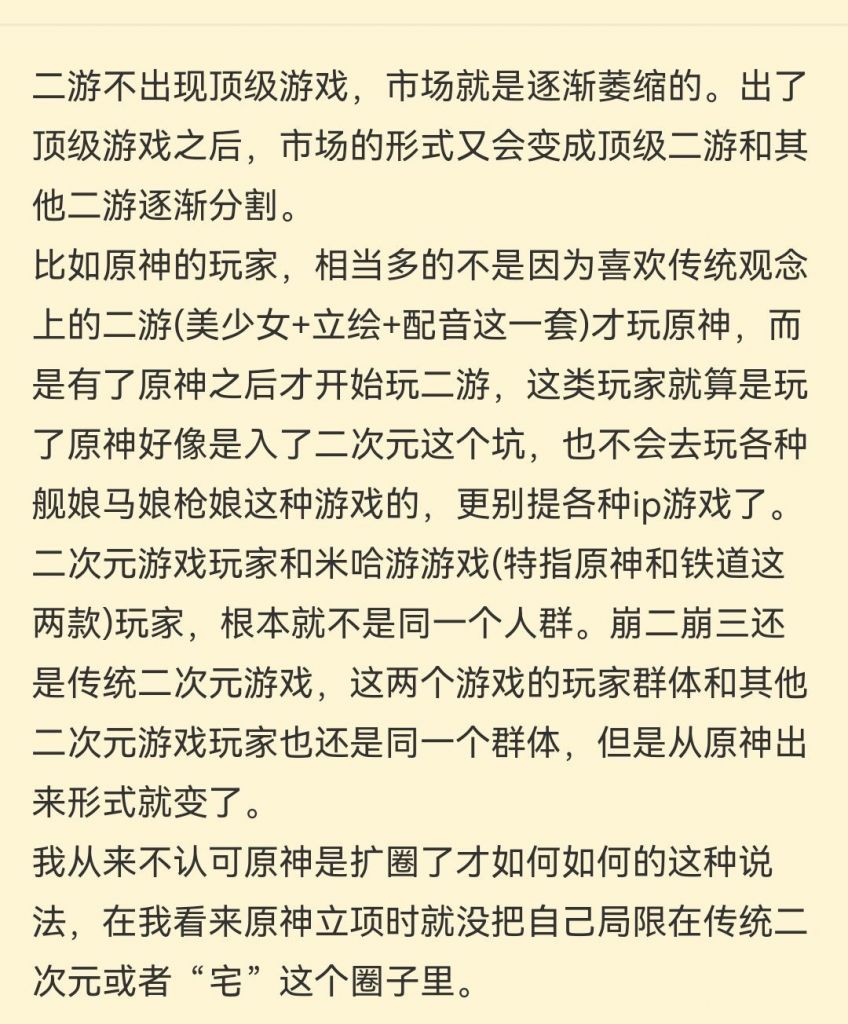 二游不出现顶级游戏，市场就是逐渐萎缩的。出了
顶级游戏之后，市场的形式又会变成顶级二游和其
他二游逐渐分割。
比如原神的玩家，相当多的不是因为喜欢传统观念
上的二游(美少女+立绘+配音这一套)才玩原神，而
是有了原神之后才开始玩二游，这类玩家就算是玩
了原神好像是入了二次元这个坑，也不会去玩各种
舰娘马娘枪娘这种游戏的，更别提各种ip游戏了。
二次元游戏玩家和米哈游游戏(特指原神和铁道这
两款)玩家，根本就不是同一个人群。崩二崩三还
是传统二次元游戏，这两个游戏的玩家群体和其他
二次元游戏玩家也还是同一个群体，但是从原神出
来形式就变了。
我从来不认可原神是扩圈了才如何如何的这种说
法，在我看来原神立项时就没把自己局限在传统二
次元或者“宅”这个圈子里。